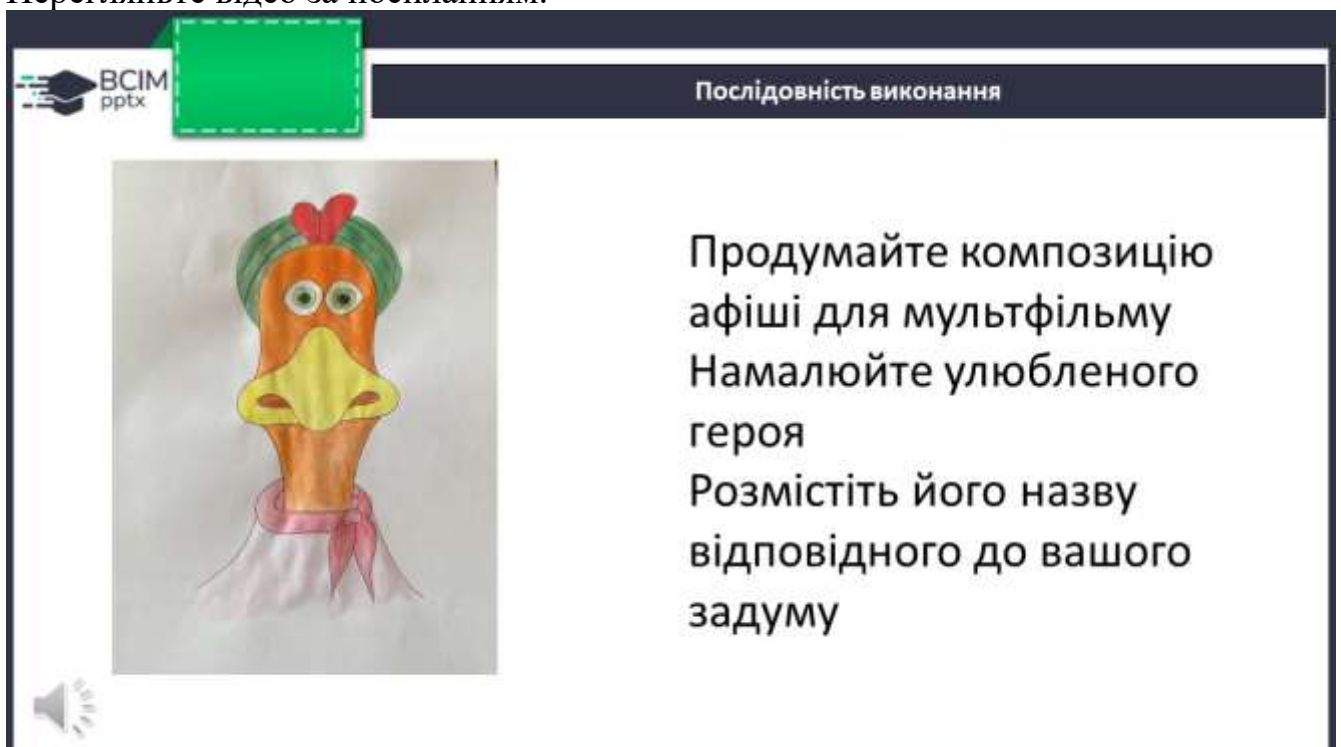 Перегляньте відео за посиланням.
ВСІМ
pptx
Послідовність виконання
Продумайте композицію
афіші для мультфільму
Намалюйте улюбленого
героя
Розмістіть його назву
відповідного до вашого
задуму